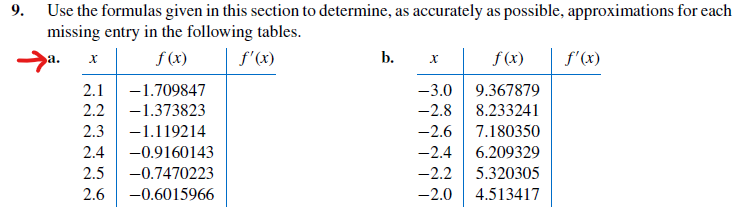 9. Use the formulas given in this section to determine, as accurately as possible, approximations for each
missing entry in the following tables.
a. x f(x) f′(x) b. x f(x) f′(x)
2.1 −1.709847 −3.0 9.367879
2.2 −1.373823 −2.8 8.233241
2.3 −1.119214 −2.6 7.180350
2.4 −0.9160143 −2.4 6.209329
2.5 −0.7470223 −2.2 5.320305
2.6 −0.6015966 −2.0 4.513417